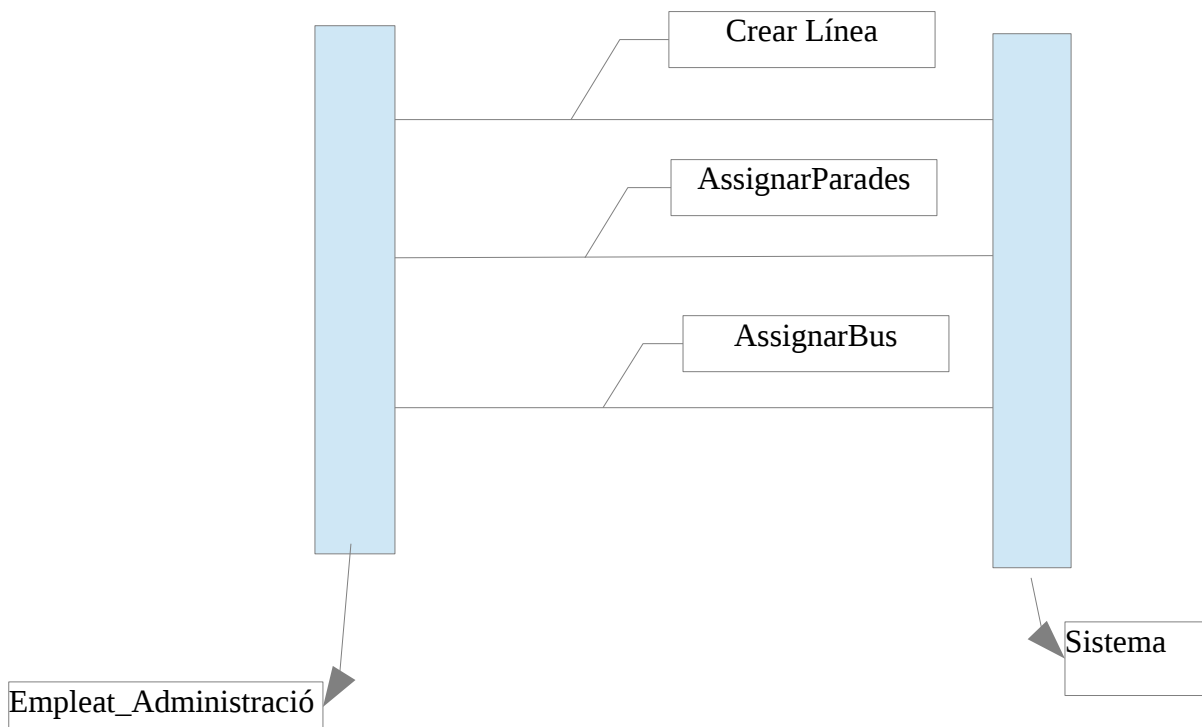 Crear Línea
AssignarParades
AssignarBus
Sistema
Empleat_Administració